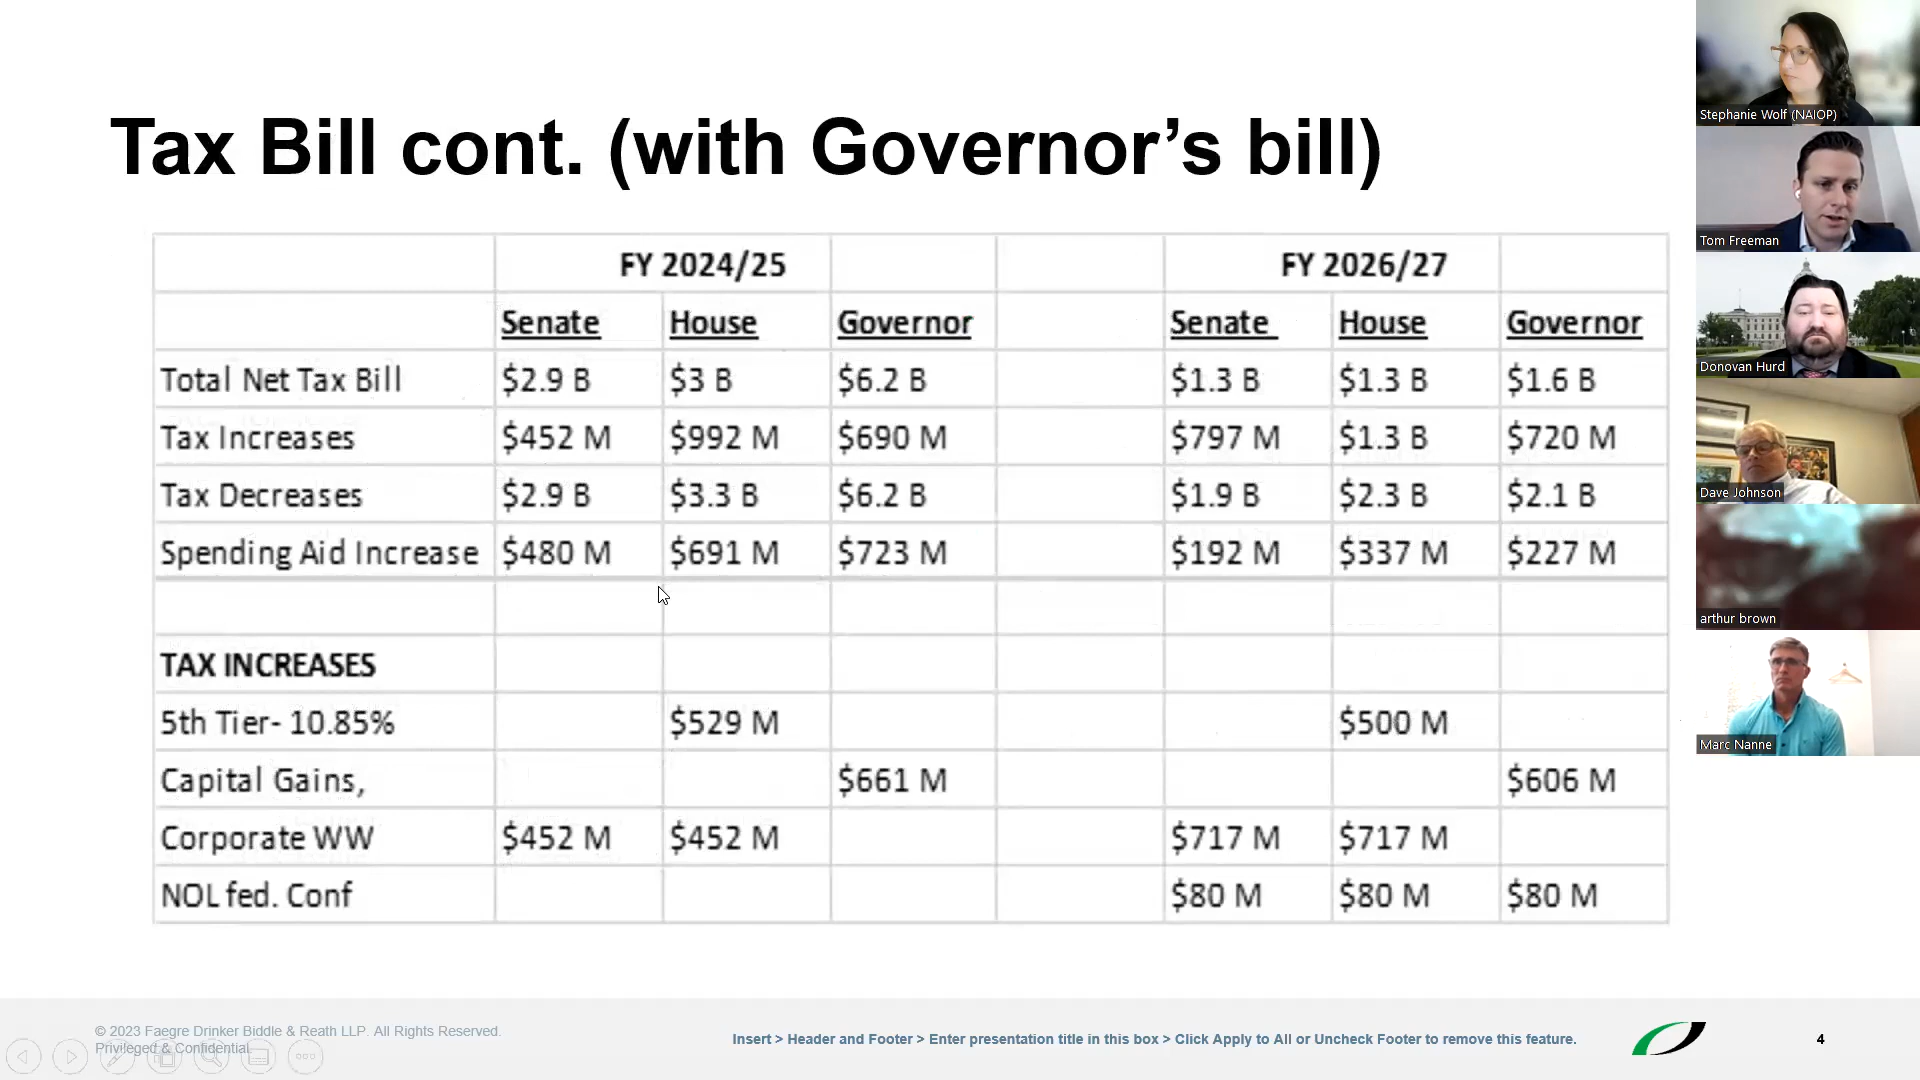 Tax Bill cont. (with Governor’s bill)
FY 2024/25 FY 2026/27
Senate House Governor Senate House Governor
Total Net Tax Bill $2.9 B $3 B $6.2 B $1.3 B $1.3 B $1.6 B
Tax Increases $452 M $992 M $690 M $797 M $1.3 B $720 M
Tax Decreases $2.9 B $3.3 B $6.2 B $1.9 B $2.3 B $2.1 B
Spending Aid Increase $480 M $691 M $723 M $192 M $337 M $227 M
TAX INCREASES
5th Tier- 10.85% $529 M $500 M
Capital Gains, $661 M $606 M
Corporate WW $452 M $452 M $717 M $717 M
NOL fed. Conf $80 M $80 M $80 M
© 2023 Faegre Drinker Biddle & Reath LLP. All Rights Reserved.
Privileged & Confidential
Insert > Header and Footer > Enter presentation title in this box > Click Apply to All or Uncheck Footer to remove this feature.
4
Stephanie Wolf (NAIOP)
Tom Freeman
Donovan Hurd
Dave Johnson
arthur brown
Marc Nanne